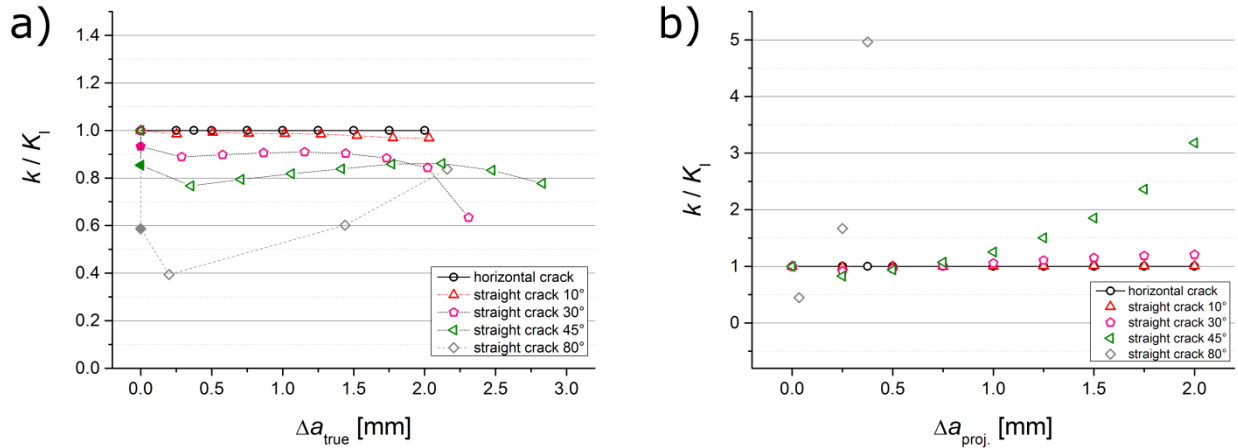 a)
1.4
1.2
1.0
0.8
0.6
0.4
0.2
0.0
k / K_I
0.0 0.5 1.0 1.5 2.0 2.5 3.0
Δa_true [mm]
horizontal crack
straight crack 10°
straight crack 30°
straight crack 45°
straight crack 80°
b)
5
4
3
2
1
0
k / K_I
0.0 0.5 1.0 1.5 2.0
Δa_proj. [mm]
horizontal crack
straight crack 10°
straight crack 30°
straight crack 45°
straight crack 80°